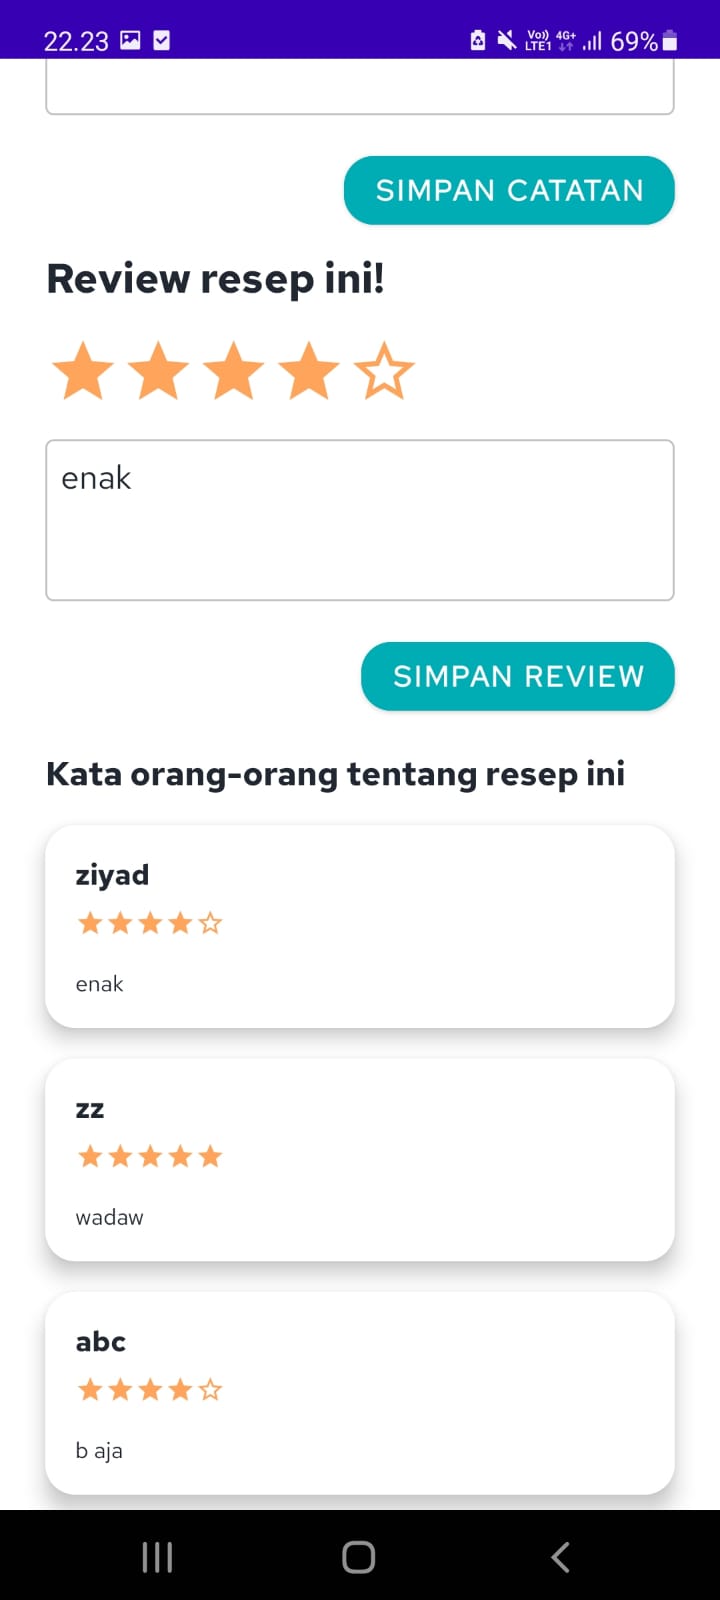 22.23 Vo)) LTE1 4G+ 69%
SIMPAN CATATAN
Review resep ini!
enak
SIMPAN REVIEW
Kata orang-orang tentang resep ini
ziyad
enak
zz
wadaw
abc
b aja